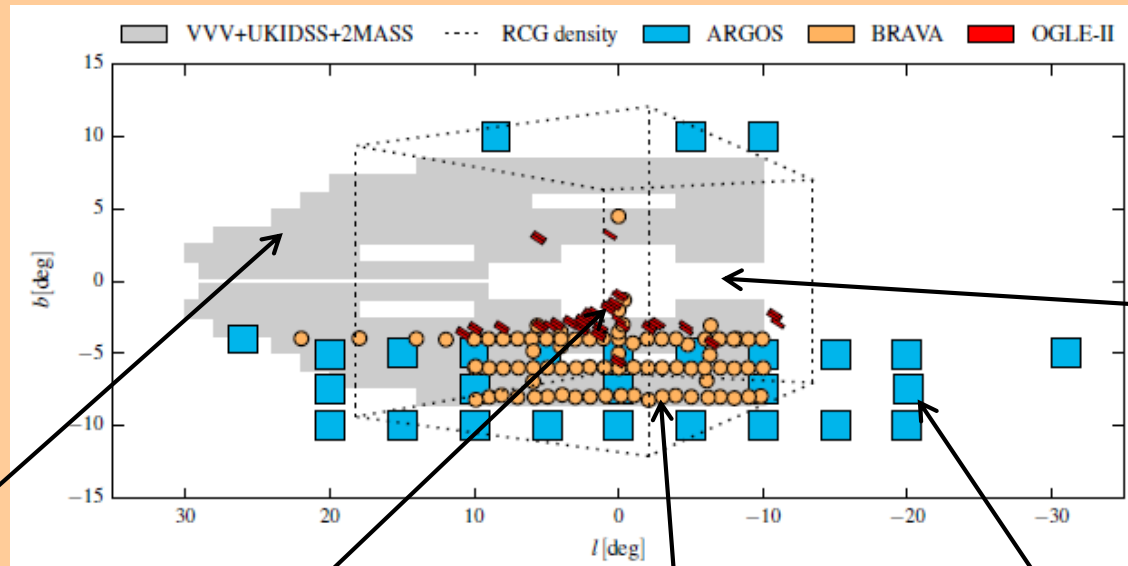 VVV+UKIDSS+2MASS RCG density ARGOS BRAVA OGLE-II
15
10
5
0
−5
−10
−15
b[deg]
30 20 10 0 −10 −20 −30
l[deg]